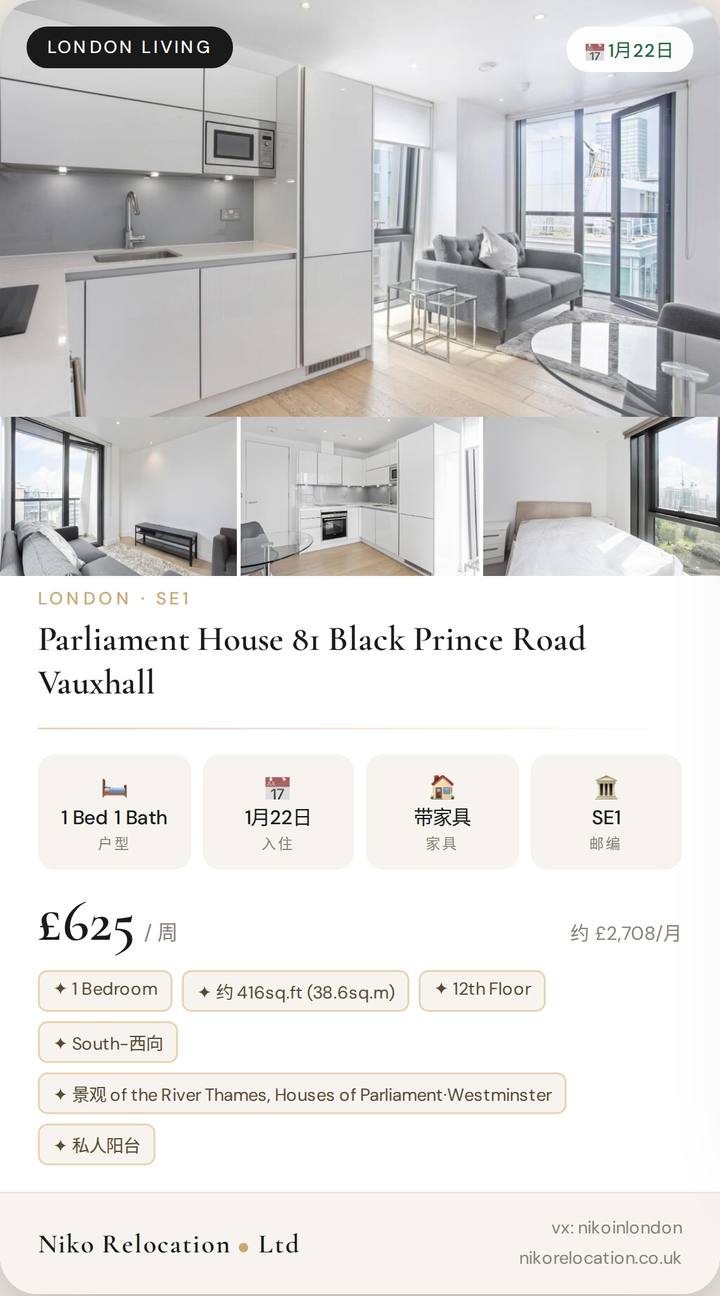 LONDON LIVING
📅1月22日
LONDON · SE1
Parliament House 81 Black Prince Road
Vauxhall
1 Bed 1 Bath
户型
1月22日
入住
带家具
家具
SE1
邮编
£625 / 周
约 £2,708/月
✦ 1 Bedroom
✦ 约 416sq.ft (38.6sq.m)
✦ 12th Floor
✦ South-西向
✦ 景观 of the River Thames, Houses of Parliament·Westminster
✦ 私人阳台
Niko Relocation ● Ltd
vx: nikoinlondon
nikorelocation.co.uk